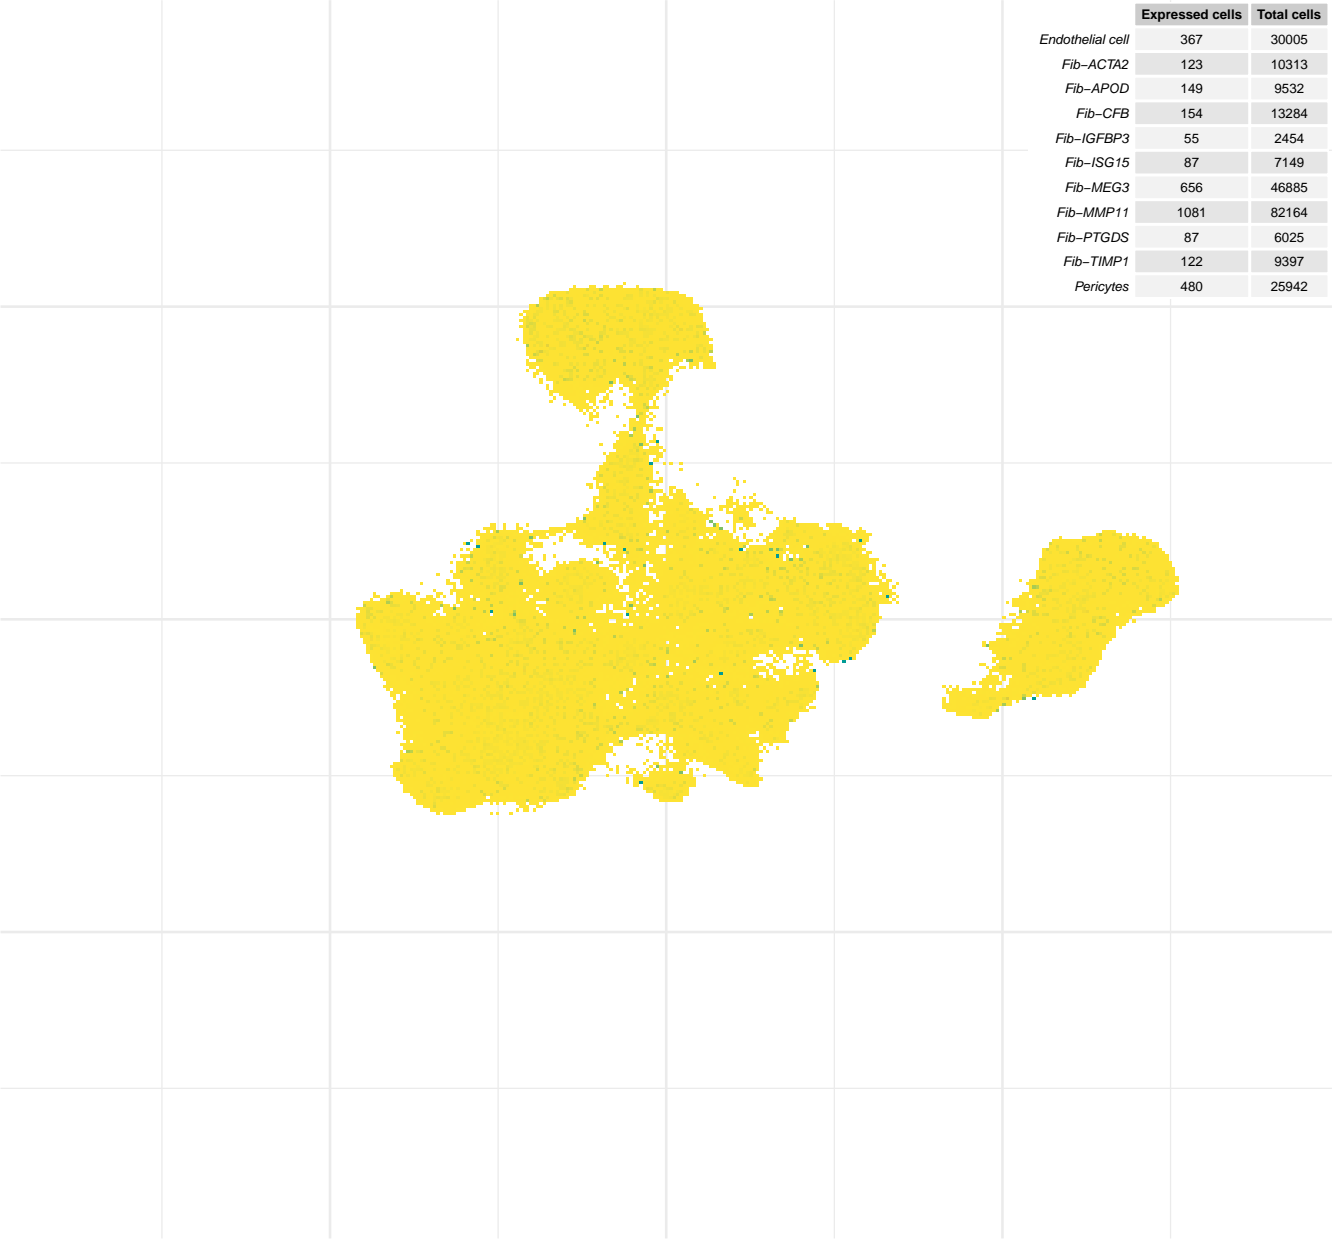 Expressed cells Total cells
Endothelial cell 367 30005
Fib−ACTA2 123 10313
Fib−APOD 149 9532
Fib−CFB 154 13284
Fib−IGFBP3 55 2454
Fib−ISG15 87 7149
Fib−MEG3 656 46885
Fib−MMP11 1081 82164
Fib−PTGDS 87 6025
Fib−TIMP1 122 9397
Pericytes 480 25942